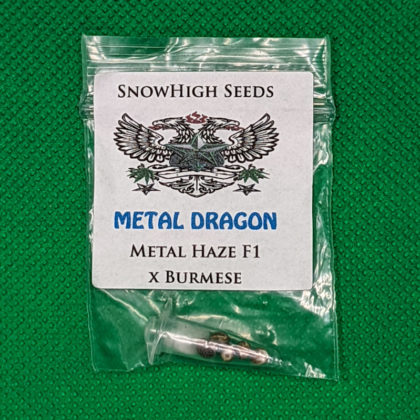 SnowHigh Seeds
METAL DRAGON
Metal Haze F1
x Burmese